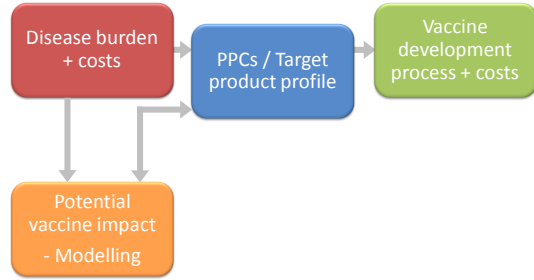 Disease burden
+ costs
PPCs / Target
product profile
Vaccine
development
process + costs
Potential
vaccine impact
- Modelling